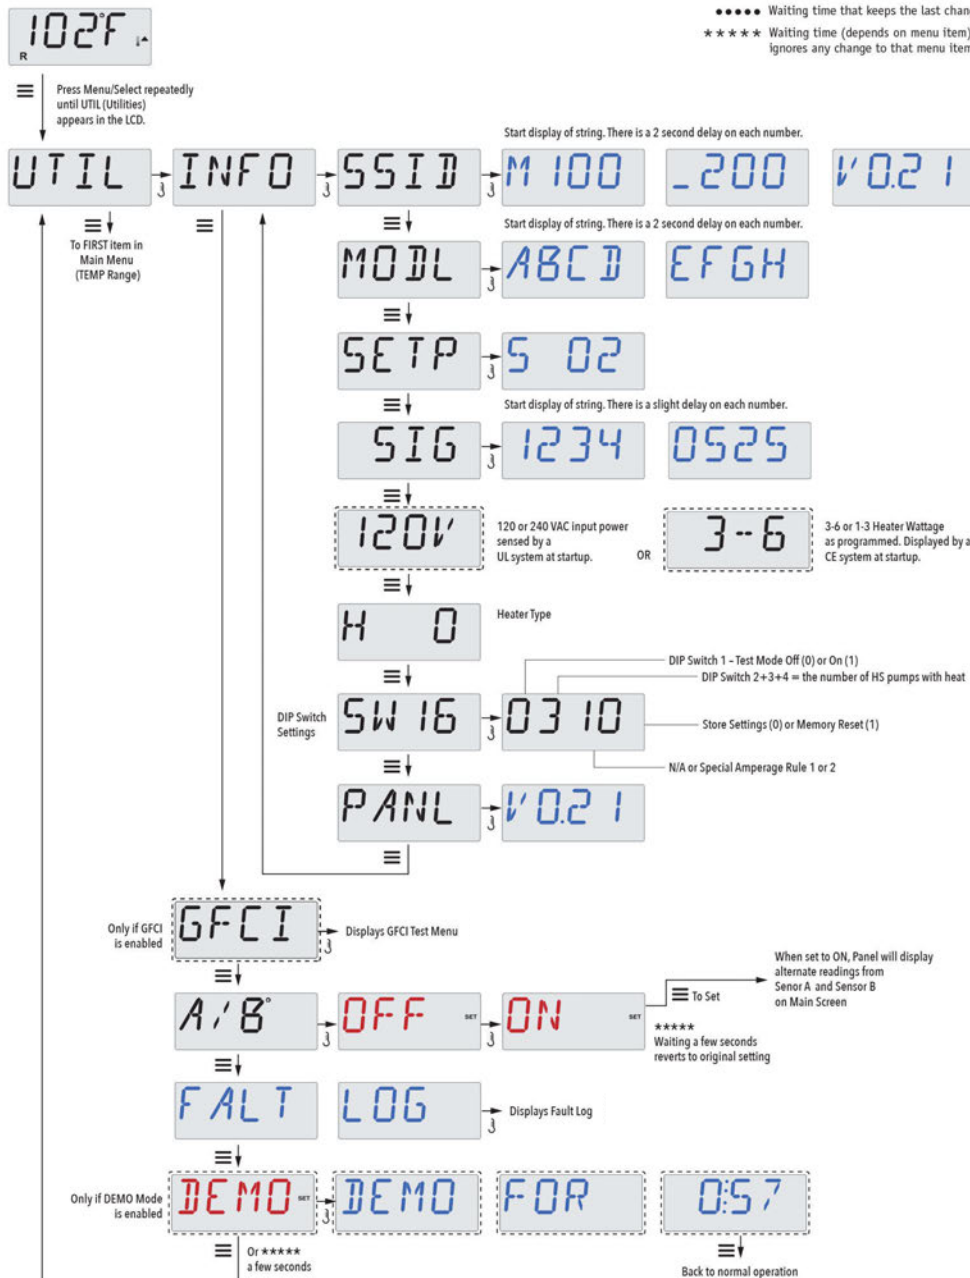 102°F
R
••••• Waiting time that keeps the last chan
***** Waiting time (depends on menu item)
ignores any change to that menu item
Press Menu/Select repeatedly
until UTIL (Utilities)
appears in the LCD.
Start display of string. There is a 2 second delay on each number.
UTIL
INFO
SSID
M100
_200
V0.21
To FIRST item in
Main Menu
(TEMP Range)
Start display of string. There is a 2 second delay on each number.
MODL
ABCD
EFGH
SETP
S 02
Start display of string. There is a slight delay on each number.
SIG
1234
0525
120V
120 or 240 VAC input power
sensed by a
UL system at startup.
OR
3-6
3-6 or 1-3 Heater Wattage
as programmed. Displayed by a
CE system at startup.
H 0
Heater Type
DIP Switch 1 – Test Mode Off (0) or On (1)
DIP Switch 2+3+4 = the number of HS pumps with heat
DIP Switch
Settings
SW16
0310
Store Settings (0) or Memory Reset (1)
N/A or Special Amperage Rule 1 or 2
PANL
V0.21
Only if GFCI
is enabled
GFCI
Displays GFCI Test Menu
A/B°
OFF
SET
ON
SET
To Set
When set to ON, Panel will display
alternate readings from
Senor A and Sensor B
on Main Screen
*****
Waiting a few seconds
reverts to original setting
FALT
LOG
Displays Fault Log
Only if DEMO Mode
is enabled
DEMO
SET
DEMO
FOR
0:57
Or *****
a few seconds
Back to normal operation